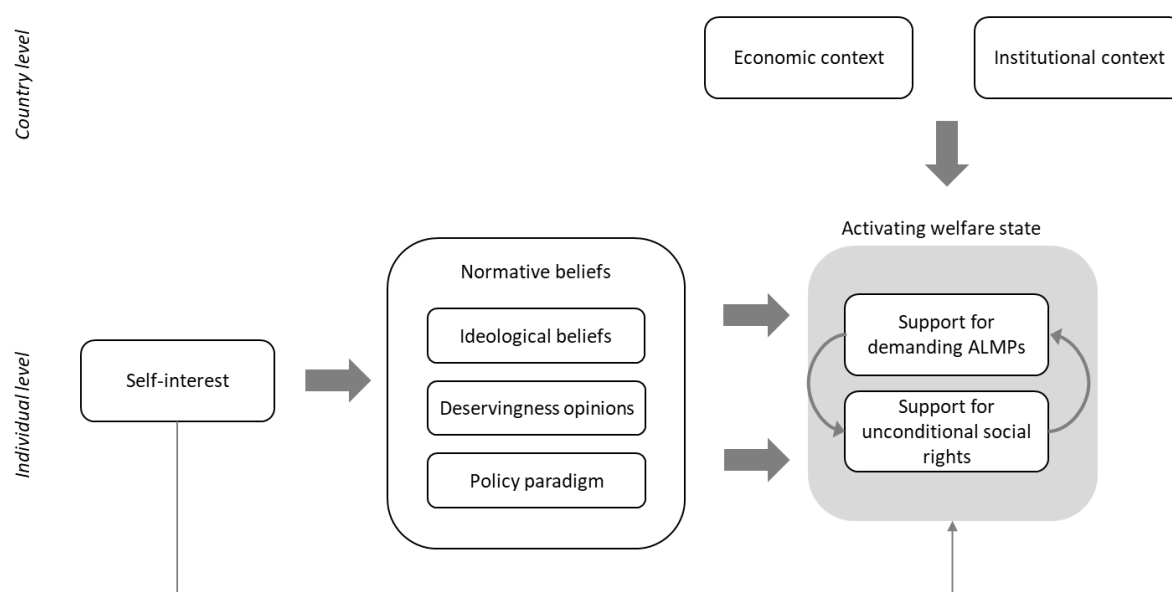 Country level
Economic context
Institutional context
Activating welfare state
Normative beliefs
Ideological beliefs
Deservingness opinions
Policy paradigm
Individual level
Self-interest
Support for
demanding ALMPs
Support for
unconditional social
rights